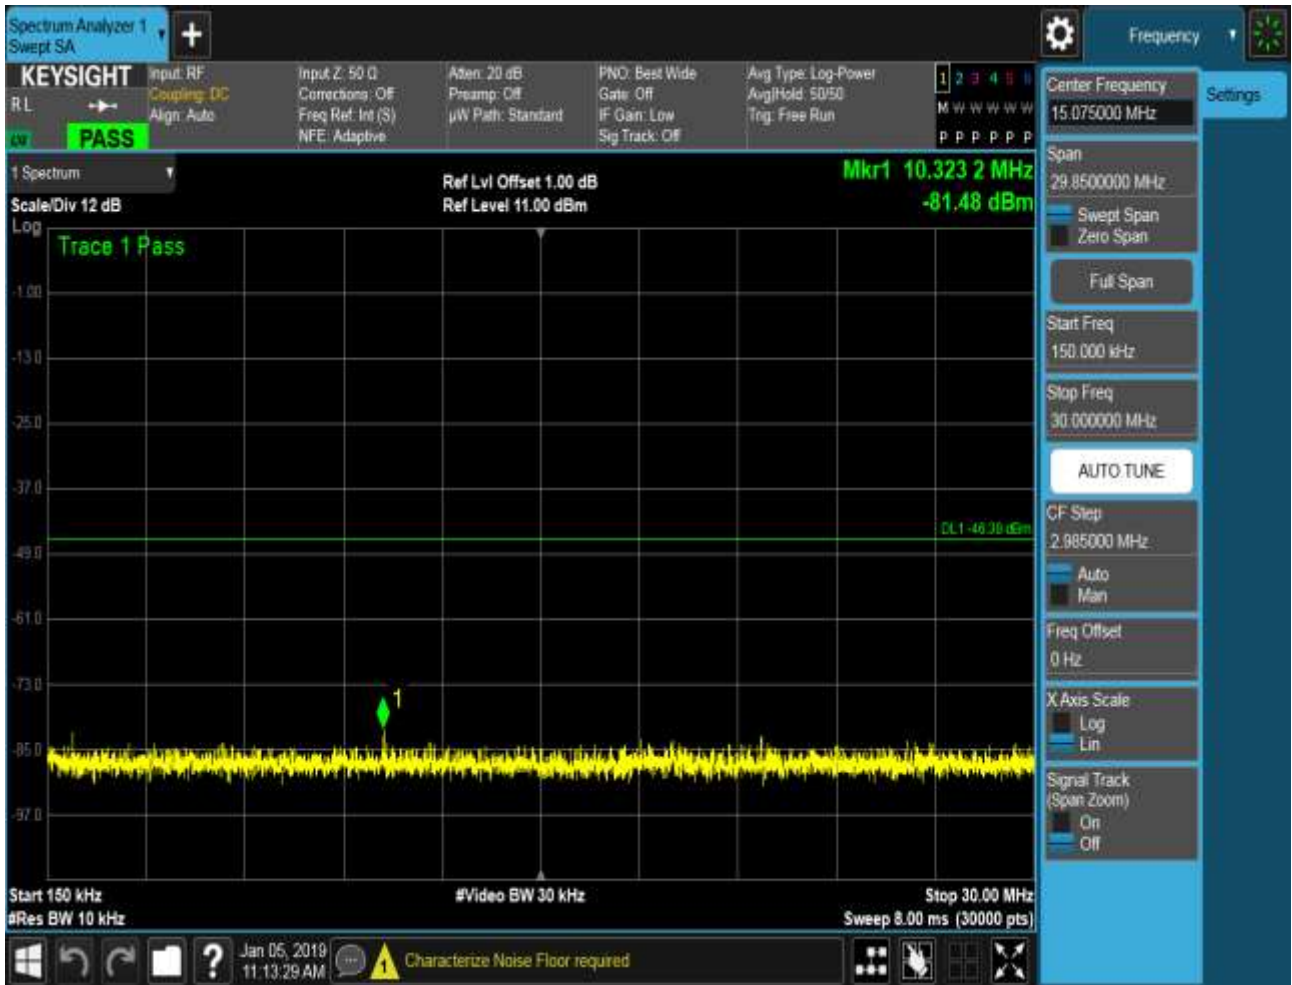 Spectrum Analyzer 1
Swept SA
Frequency
KEYSIGHT
R L
PASS
Input: RF
Coupling: DC
Align: Auto
Input Z: 50 Ω
Corrections: Off
Freq Ref: Int (S)
NFE: Adaptive
Atten: 20 dB
Preamp: Off
µW Path: Standard
PNO: Best Wide
Gate: Off
IF Gain: Low
Sig Track: Off
Avg Type: Log-Power
Avg|Hold: 50/50
Trig: Free Run
1 2 3 4 5 6
M W W W W W
P P P P P P
1 Spectrum
Scale/Div 12 dB
Ref Lvl Offset 1.00 dB
Ref Level 11.00 dBm
Mkr1 10.323 2 MHz
-81.48 dBm
Log
Trace 1 Pass
-1.00
-13.0
-25.0
-37.0
DL1 -46.39 dBm
-49.0
-61.0
-73.0
1
-85.0
-97.0
Start 150 kHz
#Video BW 30 kHz
Stop 30.00 MHz
#Res BW 10 kHz
Sweep 8.00 ms (30000 pts)
Jan 05, 2019
11:13:29 AM
Characterize Noise Floor required
Settings
Center Frequency
15.075000 MHz
Span
29.8500000 MHz
Swept Span
Zero Span
Full Span
Start Freq
150.000 kHz
Stop Freq
30.000000 MHz
AUTO TUNE
CF Step
2.985000 MHz
Auto
Man
Freq Offset
0 Hz
X Axis Scale
Log
Lin
Signal Track
(Span Zoom)
On
Off